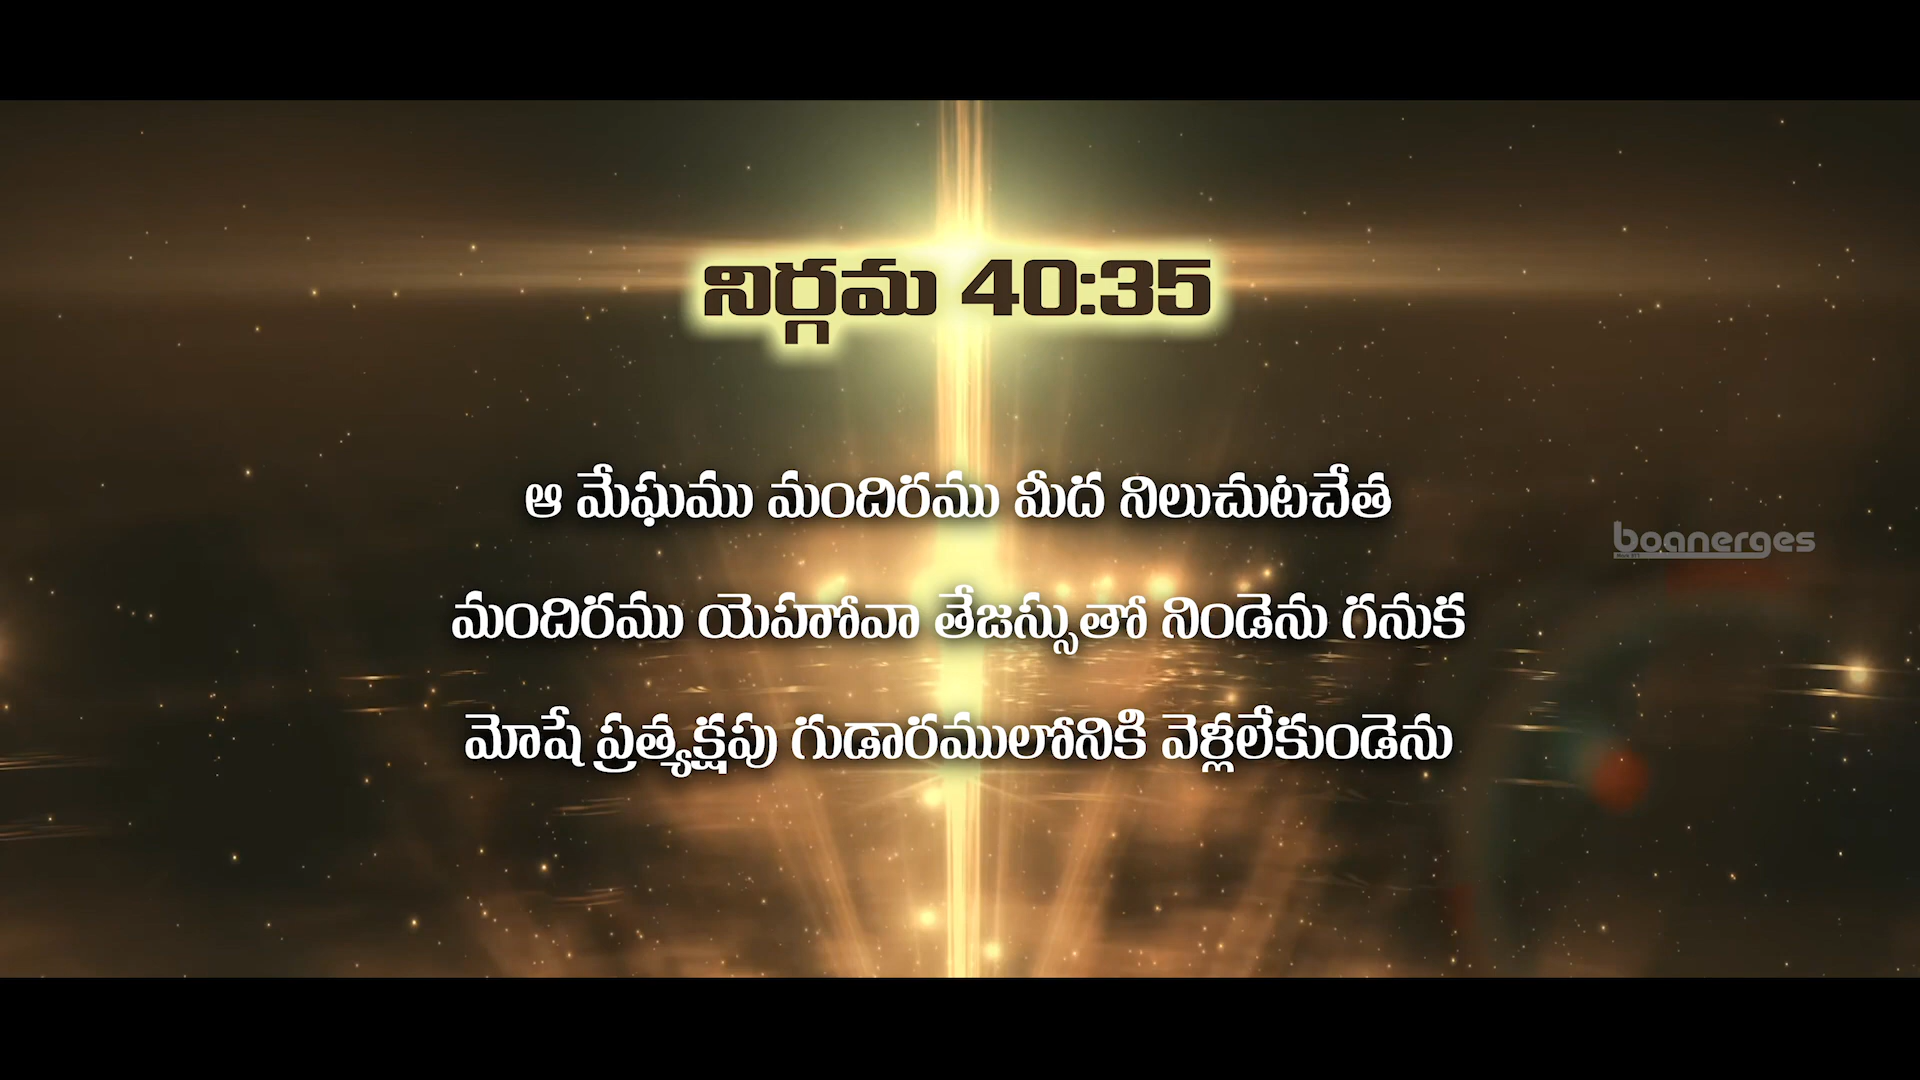 నిర్గమ 40:35
ఆ మేఘము మందిరము మీద నిలుచుటచేత
boanerges
మందిరము యెహోవా తేజస్సుతో నిండెను గనుక
మోషే ప్రత్యక్షపు గుడారములోనికి వెళ్లలేకుండెను